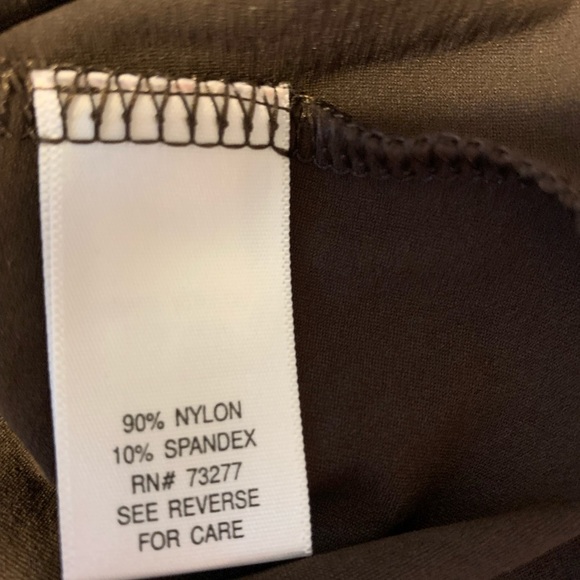 90% NYLON
10% SPANDEX
RN# 73277
SEE REVERSE
FOR CARE